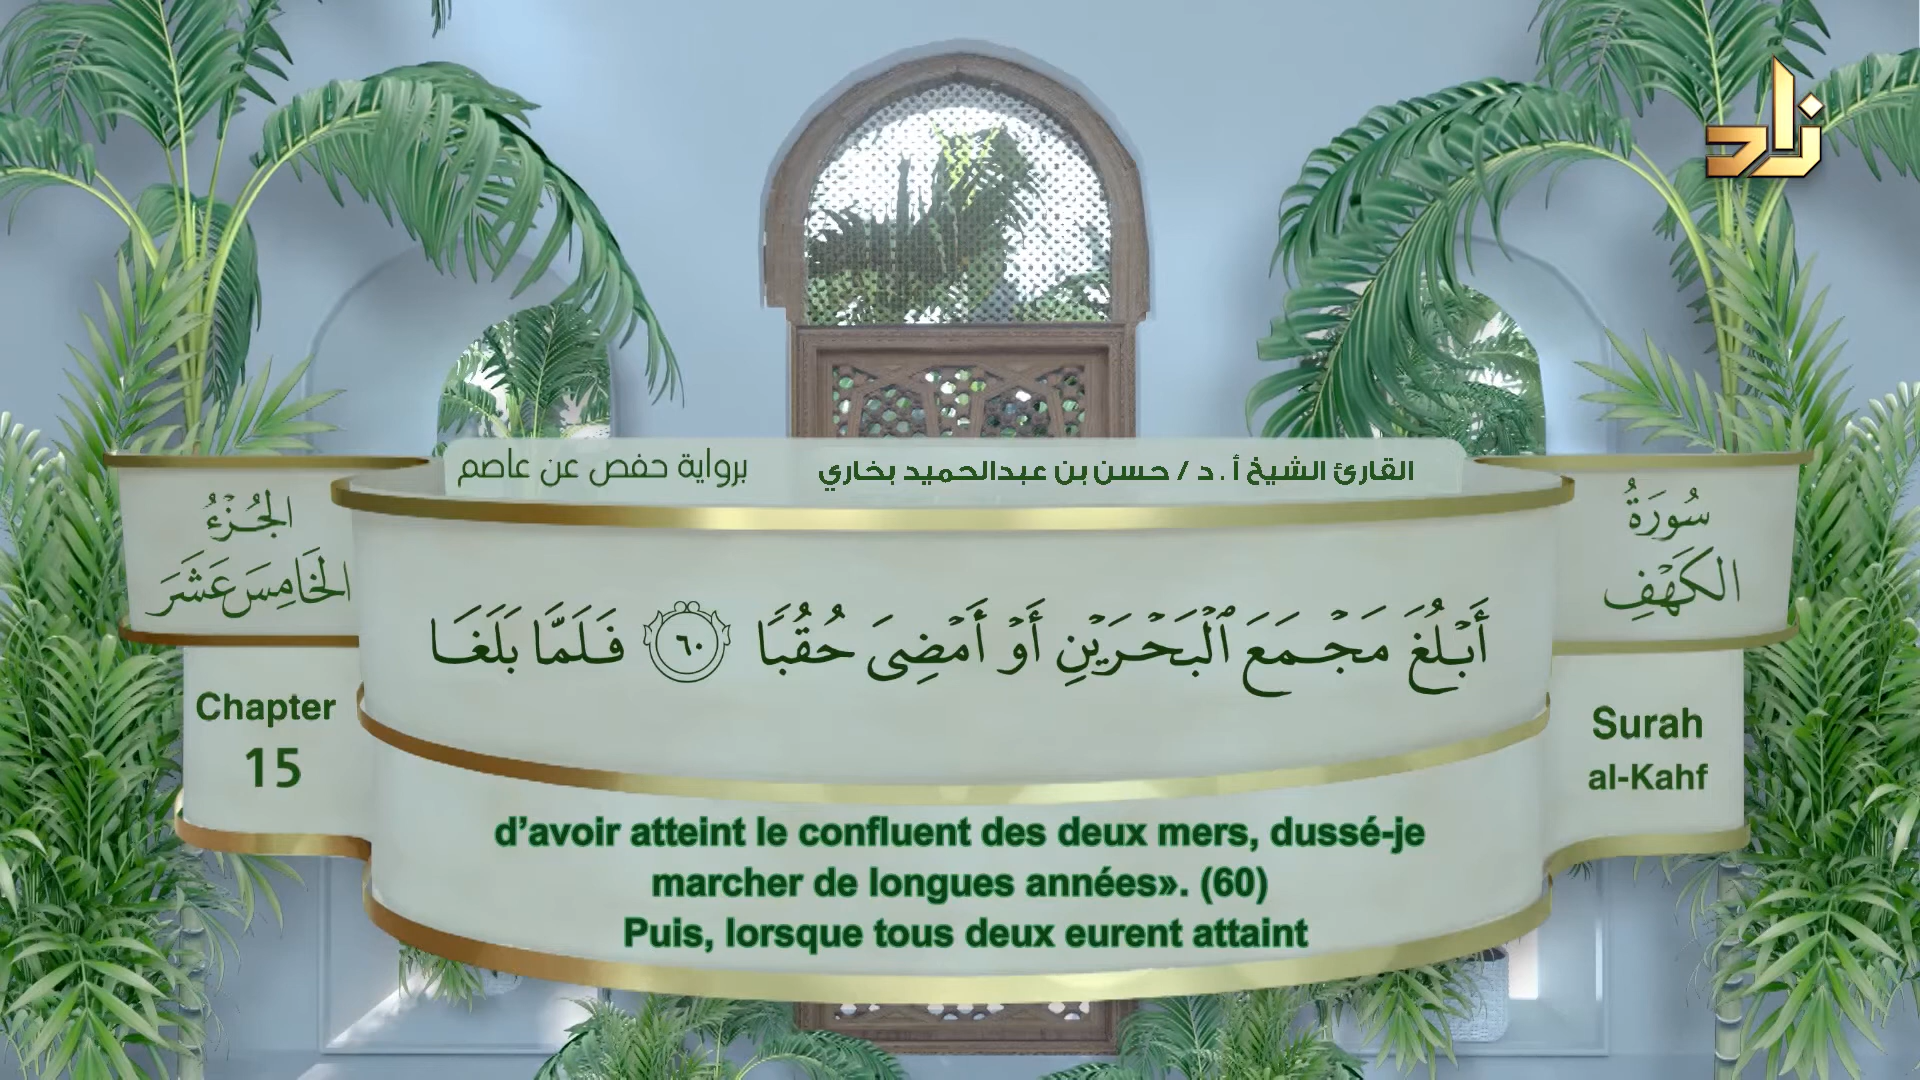 زاد
القارئ الشيخ أ . د / حسن بن عبدالحميد بخاري
برواية حفص عن عاصم
سُورَةُ
الكَهْفِ
الجُزْءُ
الخَامِسَ عَشَرَ
أَبْلُغَ مَجْمَعَ ٱلْبَحْرَيْنِ أَوْ أَمْضِىَ حُقُبًا ٦٠ فَلَمَّا بَلَغَا
Chapter
15
Surah
al-Kahf
d’avoir atteint le confluent des deux mers, dussé-je
marcher de longues années». (60)
Puis, lorsque tous deux eurent attaint